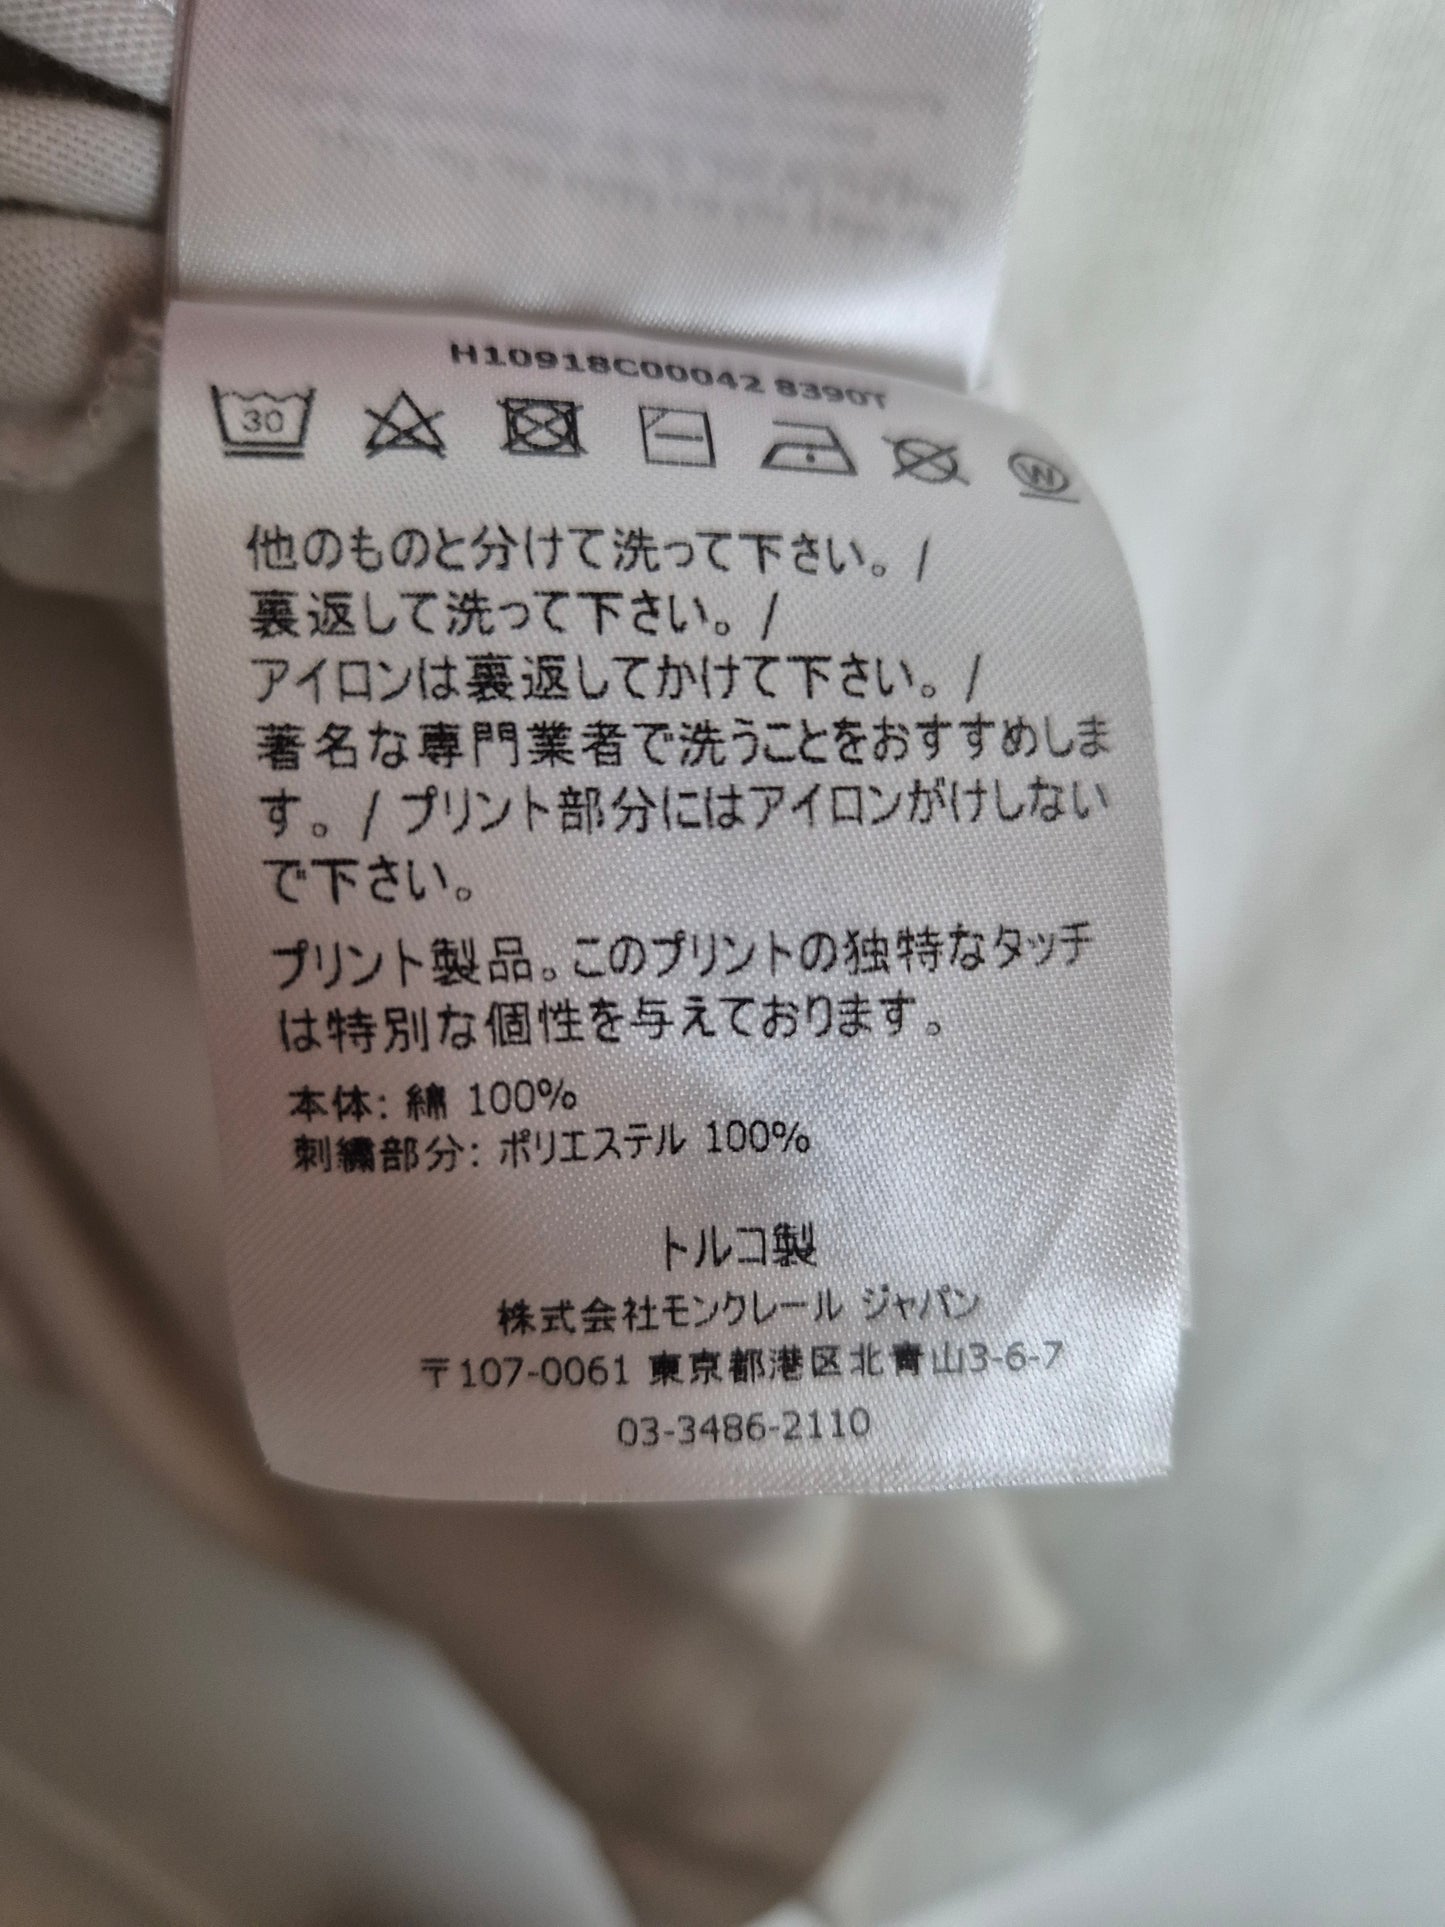 H10918C00042 8390T
30
W
他のものと分けて洗って下さい。/
裏返して洗って下さい。/
アイロンは裏返してかけて下さい。/
著名な専門業者で洗うことをおすすめしま
す。/ プリント部分にはアイロンがけしない
で下さい。
プリント製品。このプリントの独特なタッチ
は特別な個性を与えております。
本体: 綿 100%
刺繍部分: ポリエステル 100%
トルコ製
株式会社モンクレール ジャパン
〒107-0061 東京都港区北青山3-6-7
03-3486-2110